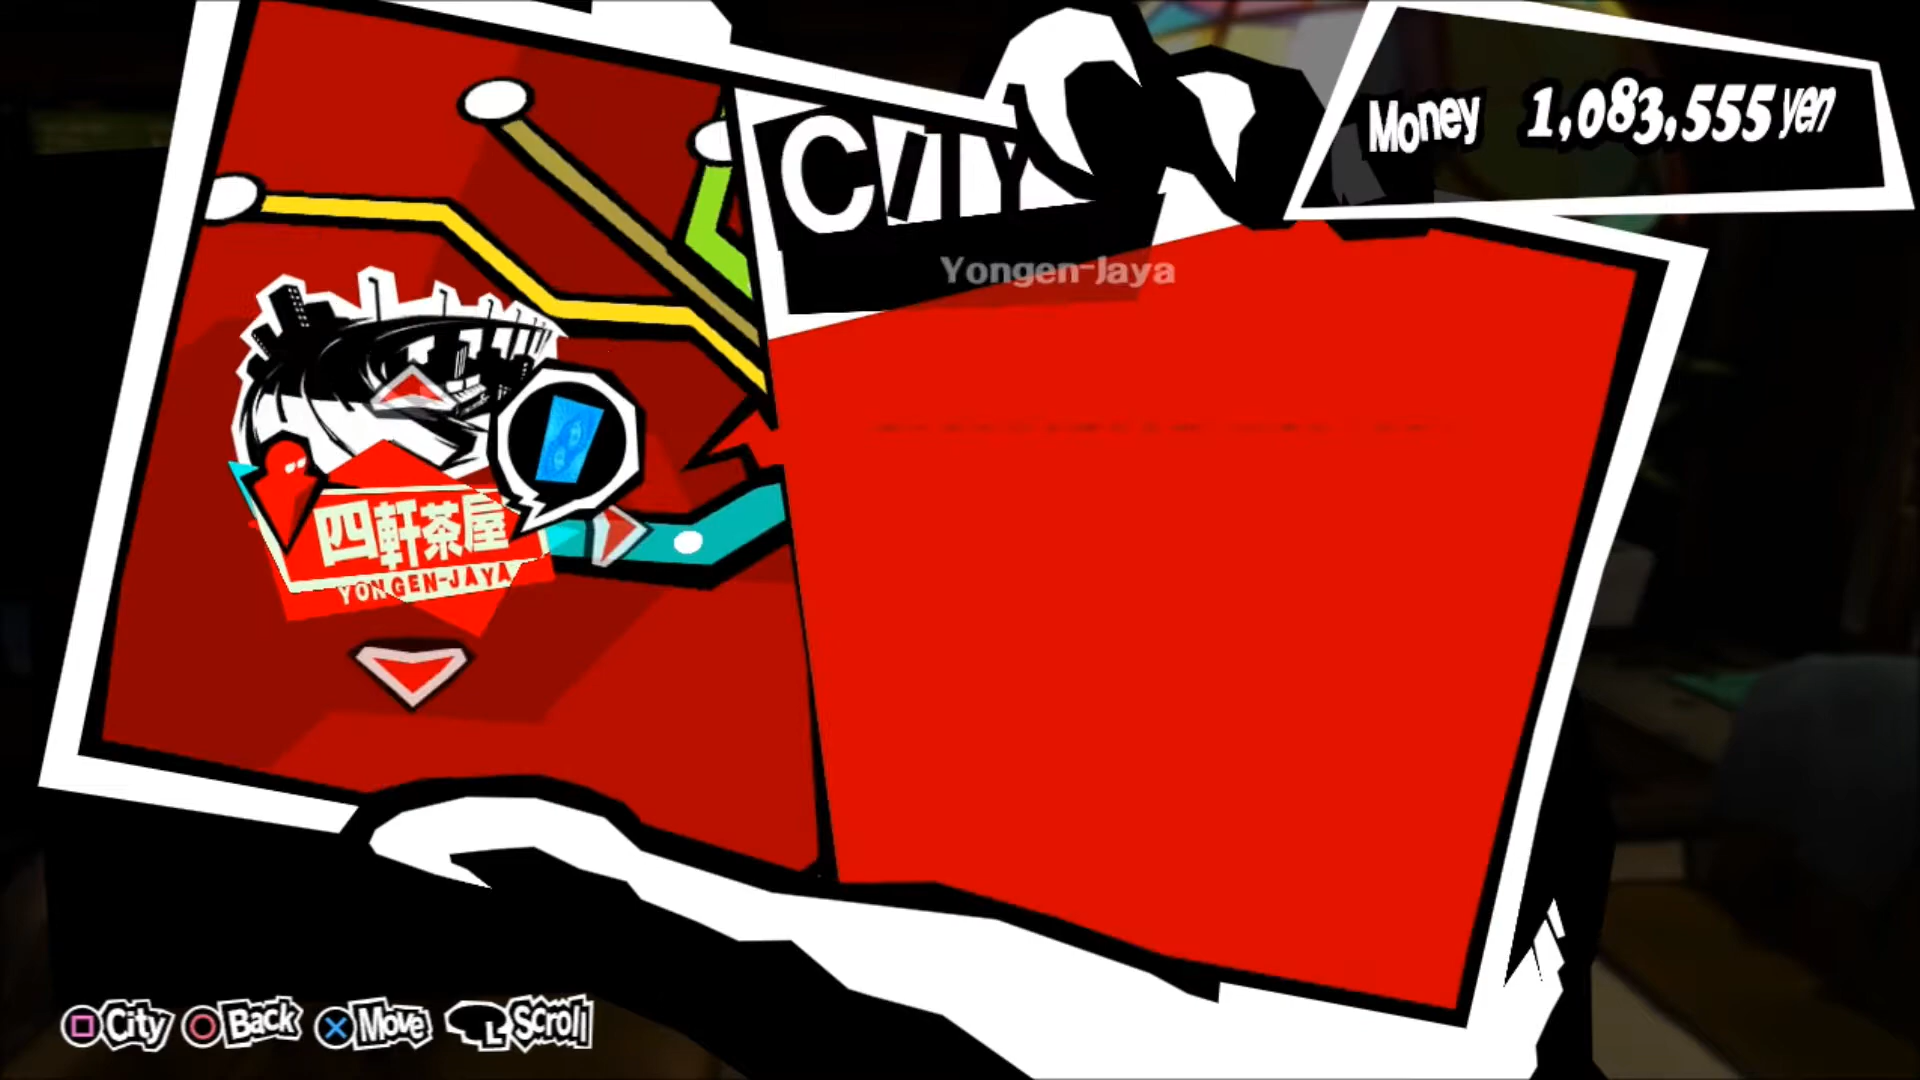 CITY
Money 1,083,555 yen
Yongen-Jaya
四軒茶屋
YONGEN-JAYA
City Back Move L Scroll